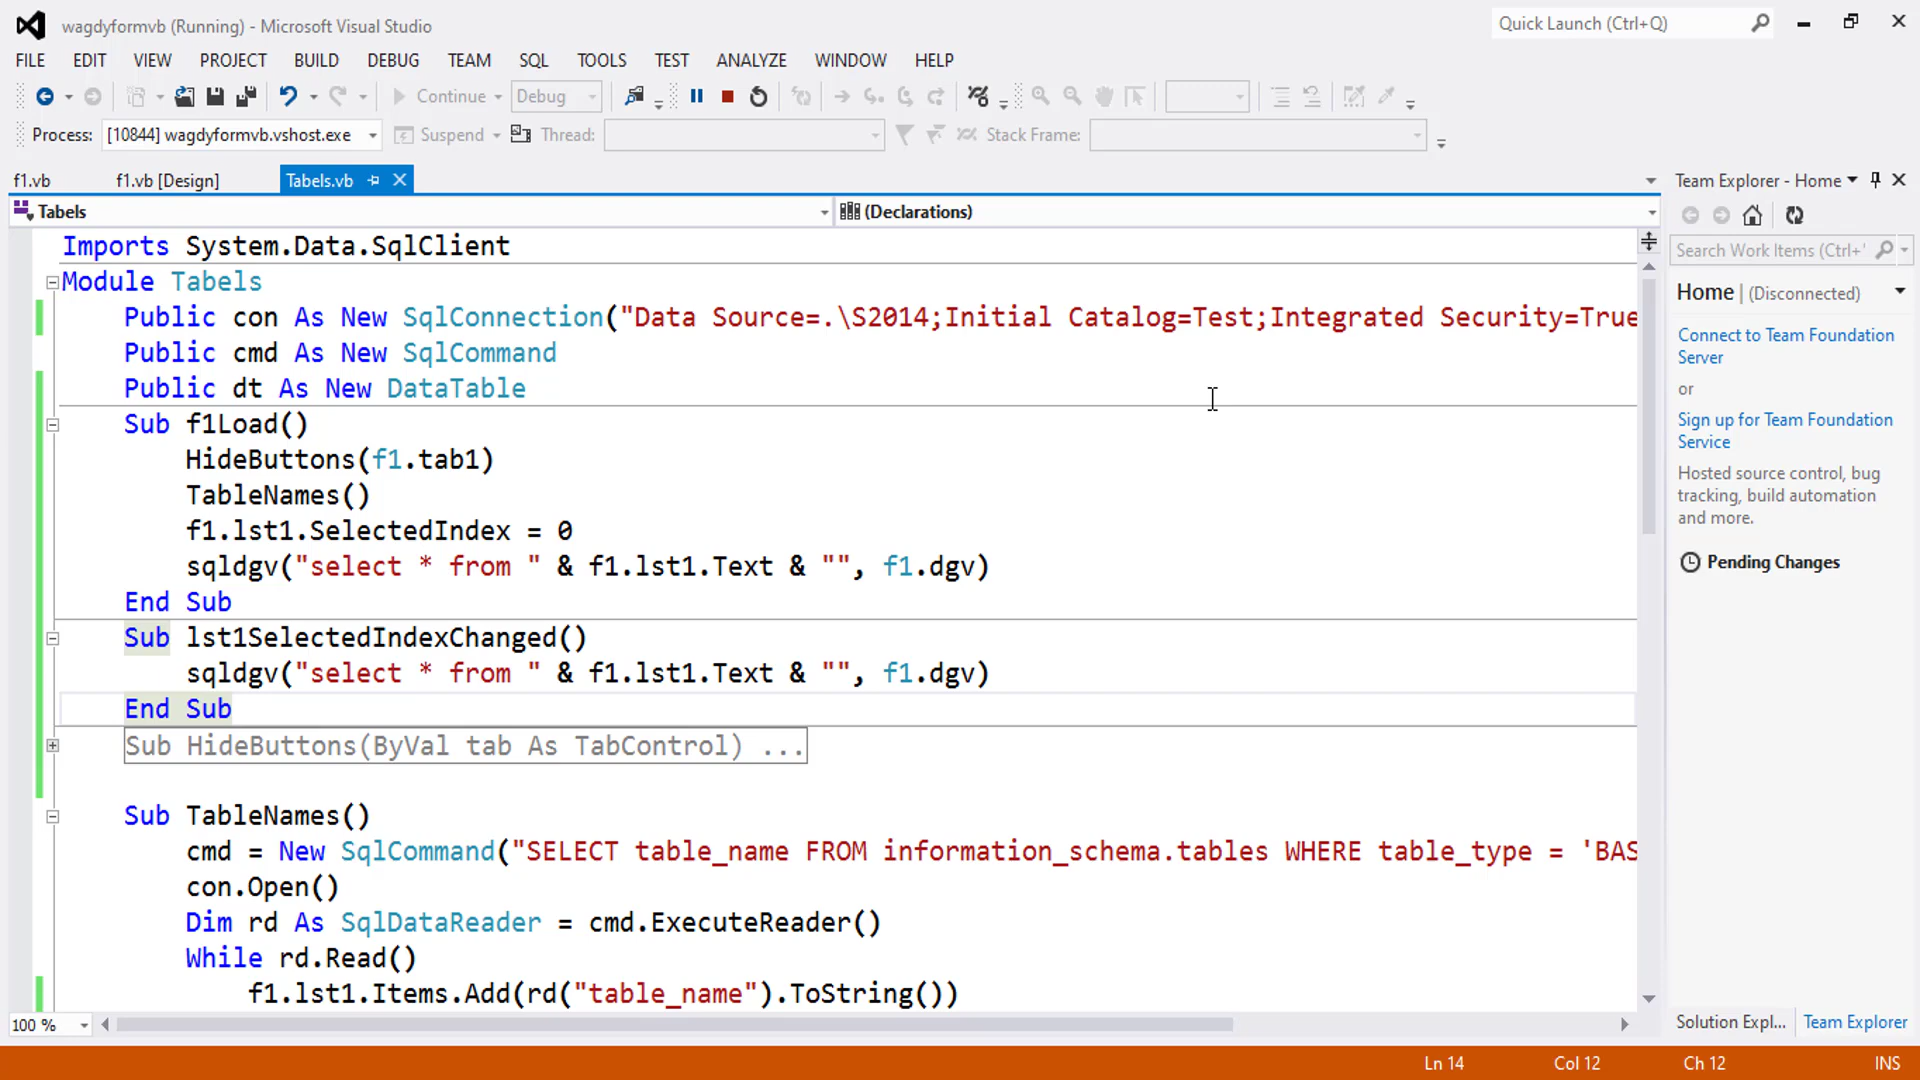 wagdyformvb (Running) - Microsoft Visual Studio
Quick Launch (Ctrl+Q)
FILE EDIT VIEW PROJECT BUILD DEBUG TEAM SQL TOOLS TEST ANALYZE WINDOW HELP
Continue Debug
Process: [10844] wagdyformvb.vshost.exe Suspend Thread: Stack Frame:
f1.vb f1.vb [Design] Tabels.vb
Team Explorer - Home
Tabels (Declarations)
Search Work Items (Ctrl+'
Home | (Disconnected)
Connect to Team Foundation
Server
or
Sign up for Team Foundation
Service
Hosted source control, bug
tracking, build automation
and more.
Pending Changes
Imports System.Data.SqlClient
Module Tabels
Public con As New SqlConnection("Data Source=.\S2014;Initial Catalog=Test;Integrated Security=True
Public cmd As New SqlCommand
Public dt As New DataTable
Sub f1Load()
HideButtons(f1.tab1)
TableNames()
f1.lst1.SelectedIndex = 0
sqldgv("select * from " & f1.lst1.Text & "", f1.dgv)
End Sub
Sub lst1SelectedIndexChanged()
sqldgv("select * from " & f1.lst1.Text & "", f1.dgv)
End Sub
Sub HideButtons(ByVal tab As TabControl) ...
Sub TableNames()
cmd = New SqlCommand("SELECT table_name FROM information_schema.tables WHERE table_type = 'BAS
con.Open()
Dim rd As SqlDataReader = cmd.ExecuteReader()
While rd.Read()
f1.lst1.Items.Add(rd("table_name").ToString())
100 %
Solution Expl... Team Explorer
Ln 14 Col 12 Ch 12 INS